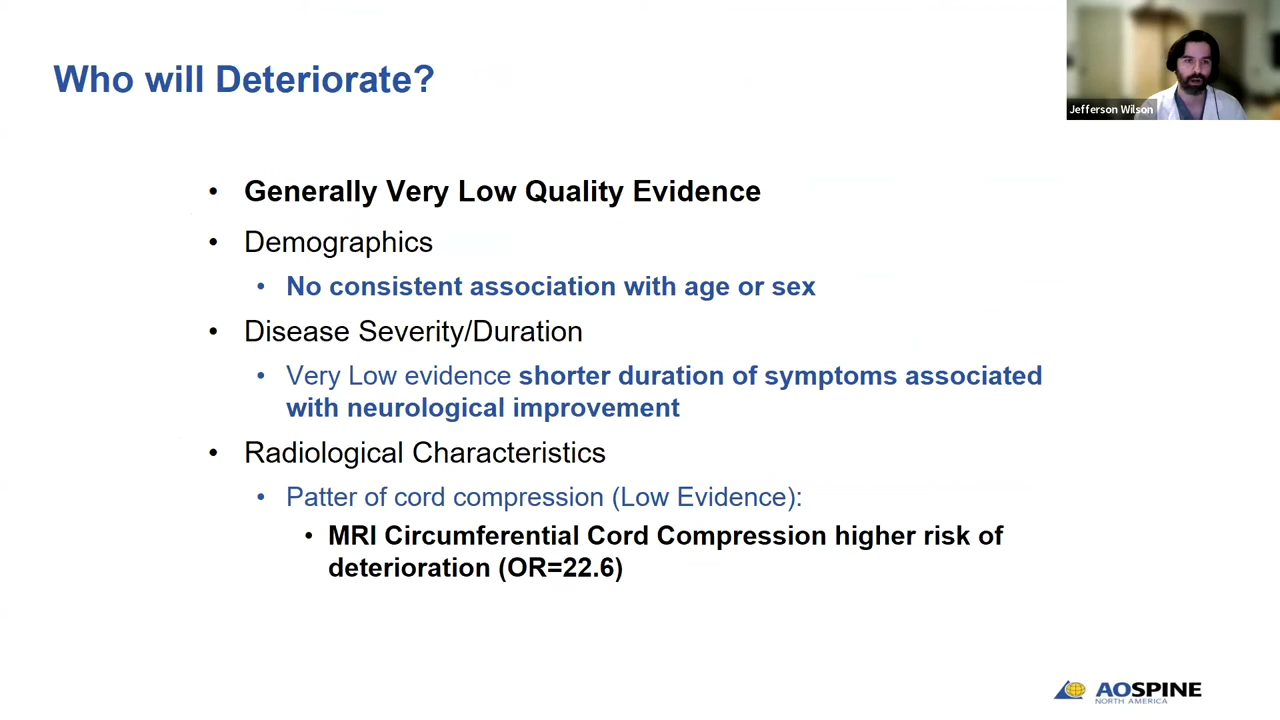 Who will Deteriorate?
Jefferson Wilson
• Generally Very Low Quality Evidence
• Demographics
• No consistent association with age or sex
• Disease Severity/Duration
• Very Low evidence shorter duration of symptoms associated
with neurological improvement
• Radiological Characteristics
• Patter of cord compression (Low Evidence):
• MRI Circumferential Cord Compression higher risk of
deterioration (OR=22.6)
AOSPINE
NORTH AMERICA